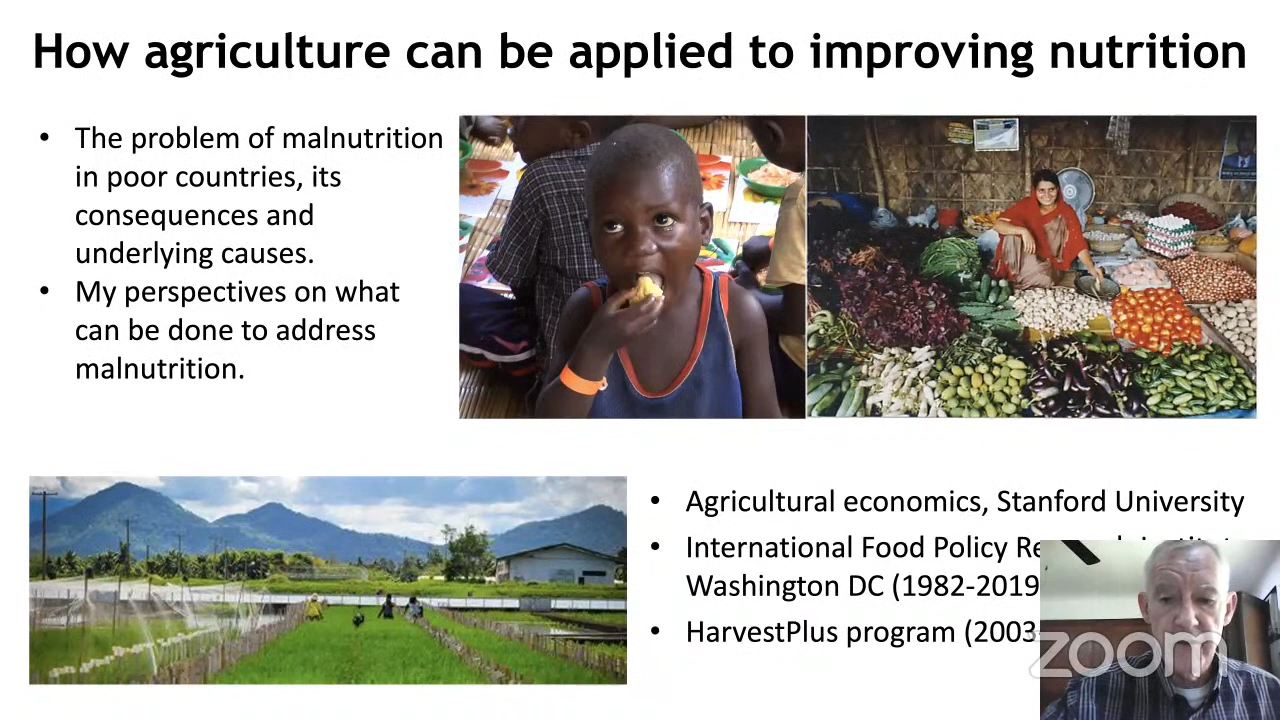 How agriculture can be applied to improving nutrition
• The problem of malnutrition
in poor countries, its
consequences and
underlying causes.
• My perspectives on what
can be done to address
malnutrition.
• Agricultural economics, Stanford University
• International Food Policy
Washington DC (1982-2019
• HarvestPlus program (2003-
zoom